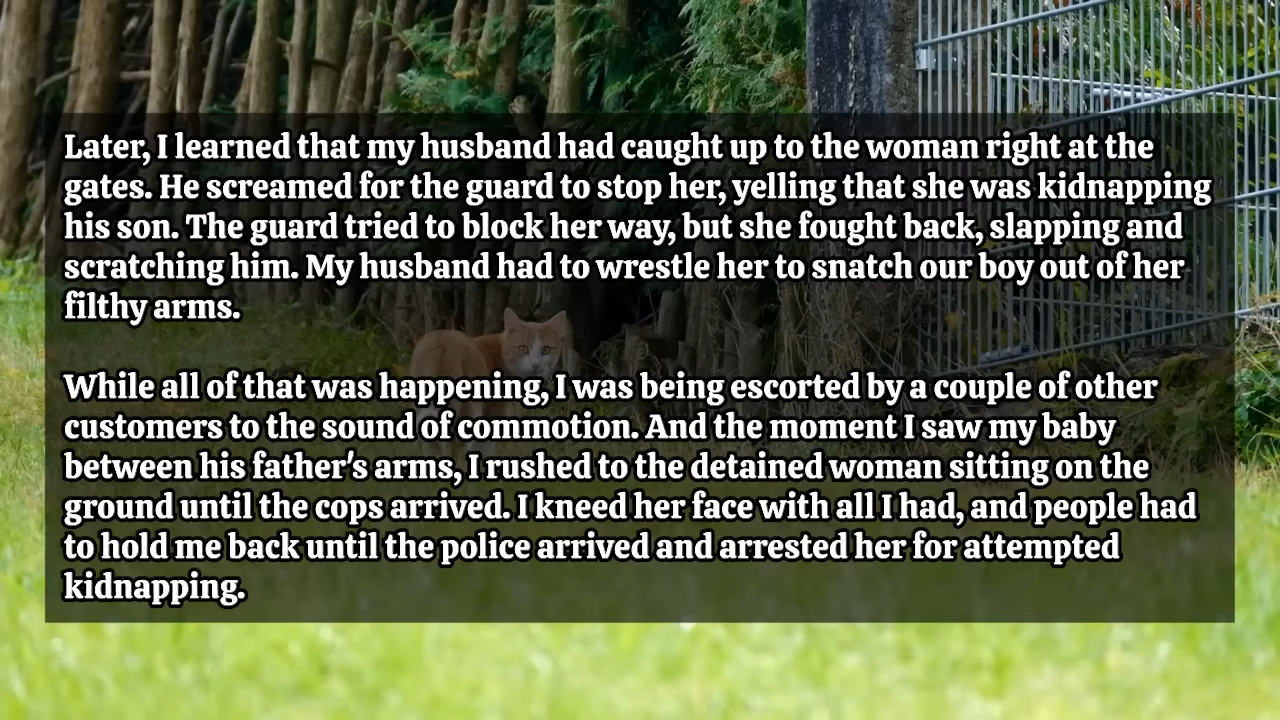 Later, I learned that my husband had caught up to the woman right at the
gates. He screamed for the guard to stop her, yelling that she was kidnapping
his son. The guard tried to block her way, but she fought back, slapping and
scratching him. My husband had to wrestle her to snatch our boy out of her
filthy arms.
While all of that was happening, I was being escorted by a couple of other
customers to the sound of commotion. And the moment I saw my baby
between his father's arms, I rushed to the detained woman sitting on the
ground until the cops arrived. I kneed her face with all I had, and people had
to hold me back until the police arrived and arrested her for attempted
kidnapping.